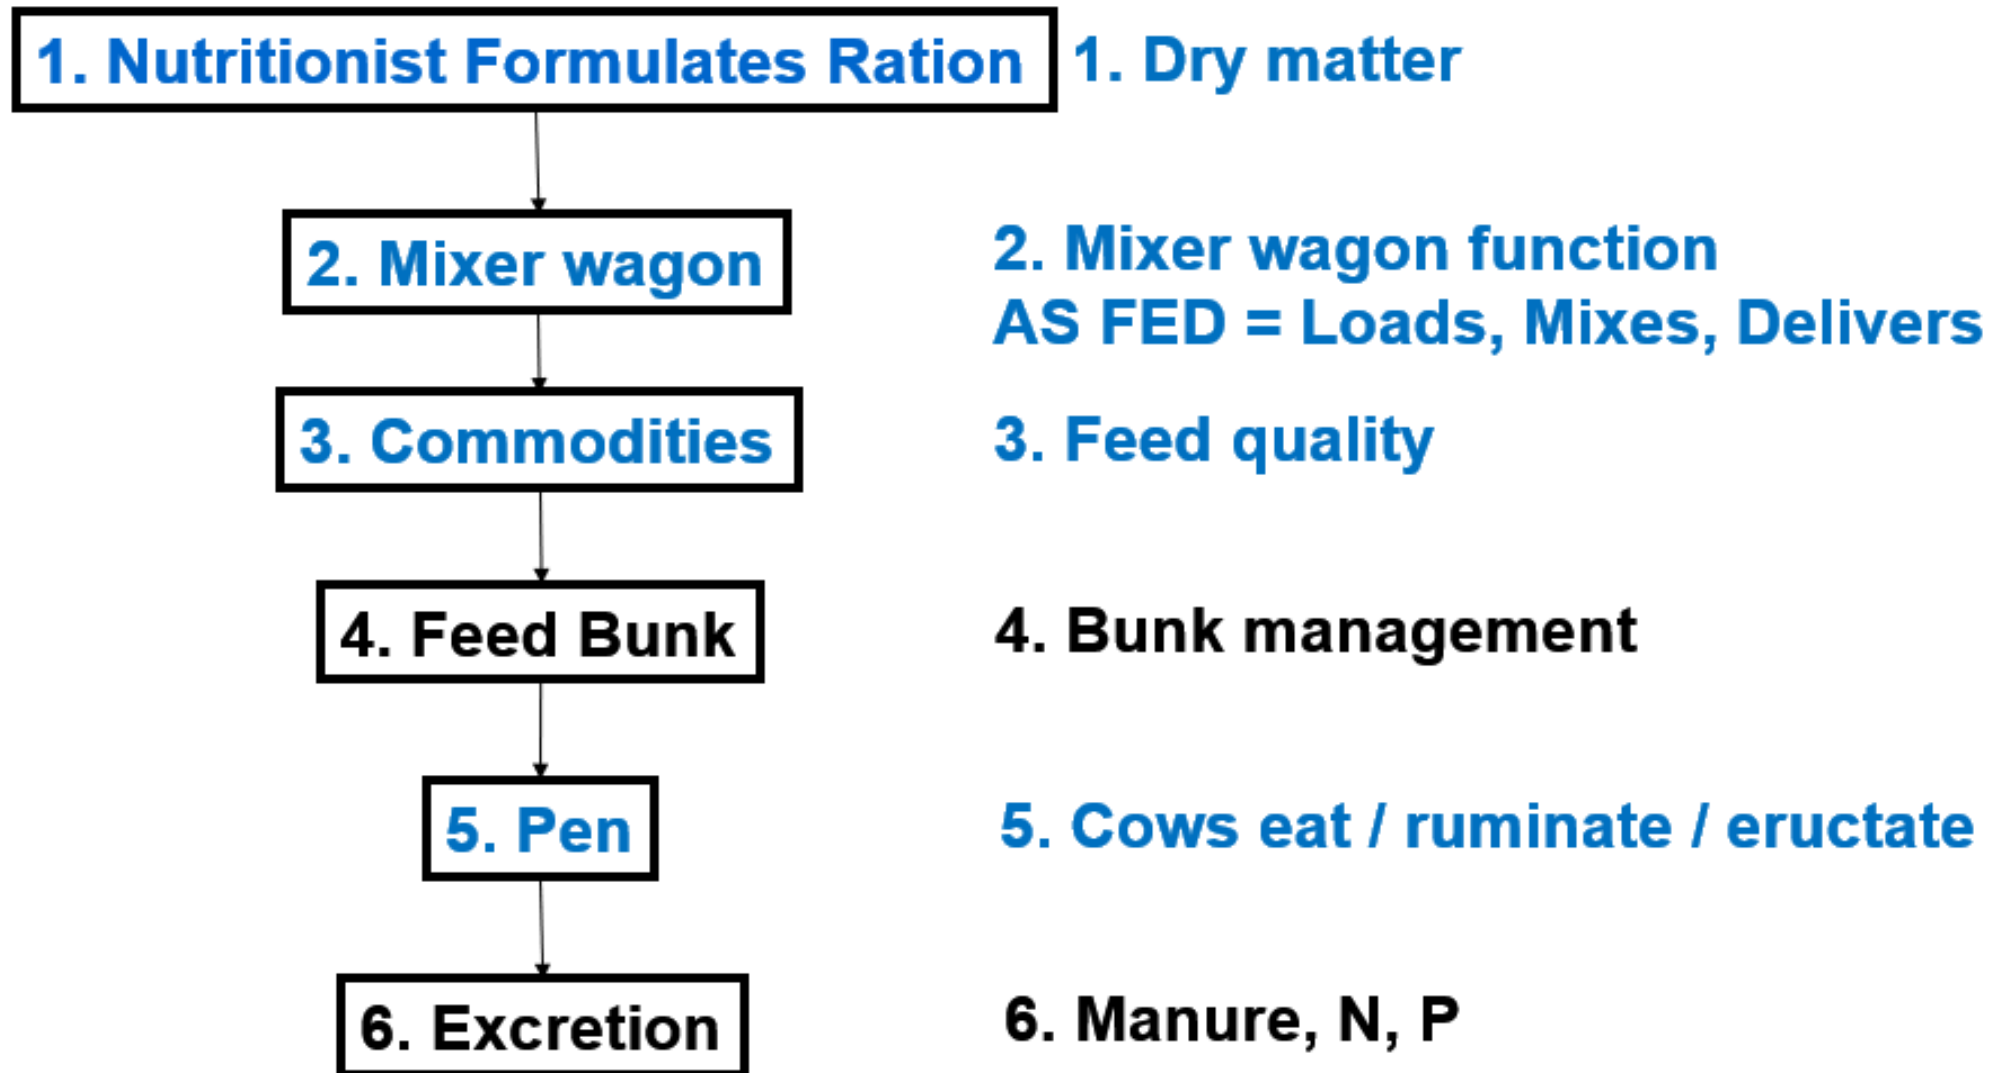 1. Nutritionist Formulates Ration
1. Dry matter
2. Mixer wagon
2. Mixer wagon function
AS FED = Loads, Mixes, Delivers
3. Commodities
3. Feed quality
4. Feed Bunk
4. Bunk management
5. Pen
5. Cows eat / ruminate / eructate
6. Excretion
6. Manure, N, P